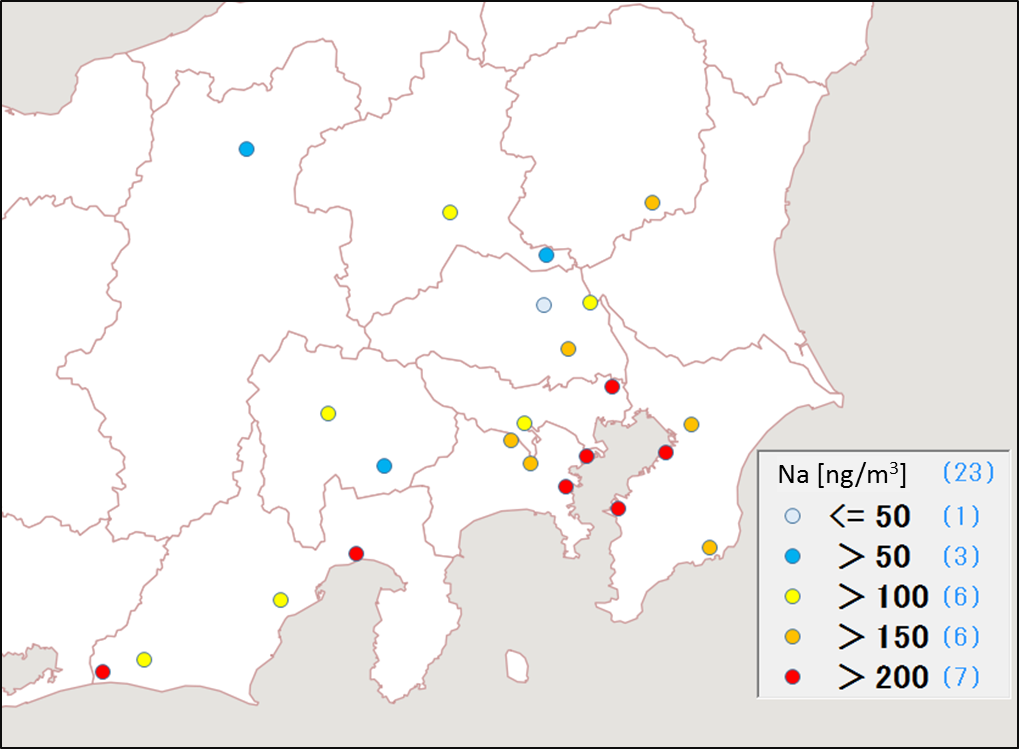 Na [ng/m³] (23)
<= 50 (1)
> 50 (3)
> 100 (6)
> 150 (6)
> 200 (7)